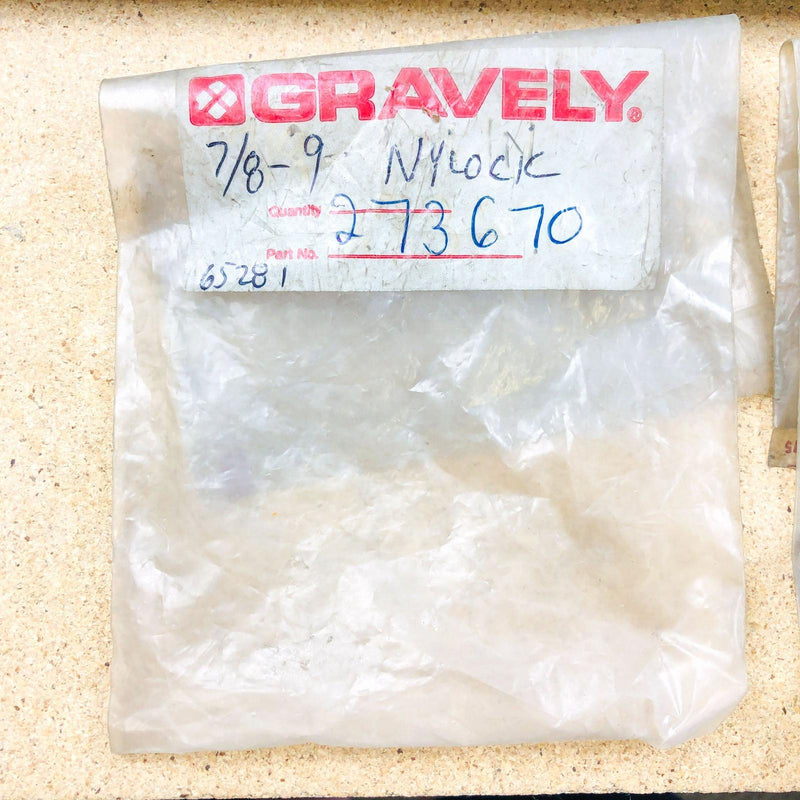 GRAVELY®
7/8-9 NYLOCK
Quantity
Part No. 273670
65281